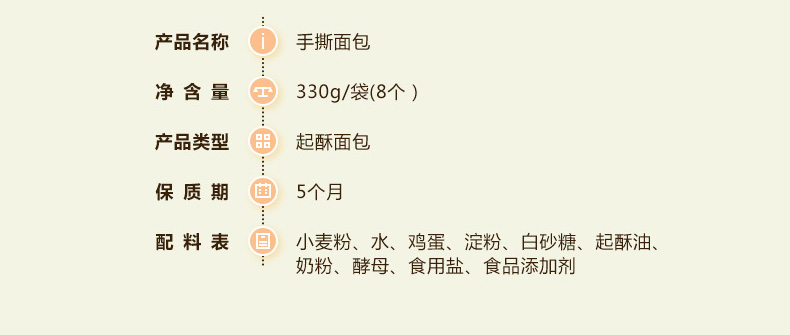 产品名称 手撕面包
净含量 330g/袋(8个)
产品类型 起酥面包
保质期 5个月
配料表 小麦粉、水、鸡蛋、淀粉、白砂糖、起酥油、
奶粉、酵母、食用盐、食品添加剂